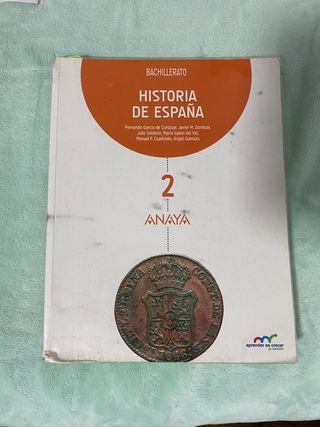 BACHILLERATO
HISTORIA
DE ESPAÑA
Fernando García de Cortázar, Javier M. Donézar,
Julio Valdeón, María Isabel del Val,
Manuel F. Cuadrado, Ángel Gamazo
2
ANAYA
aprender es crecer